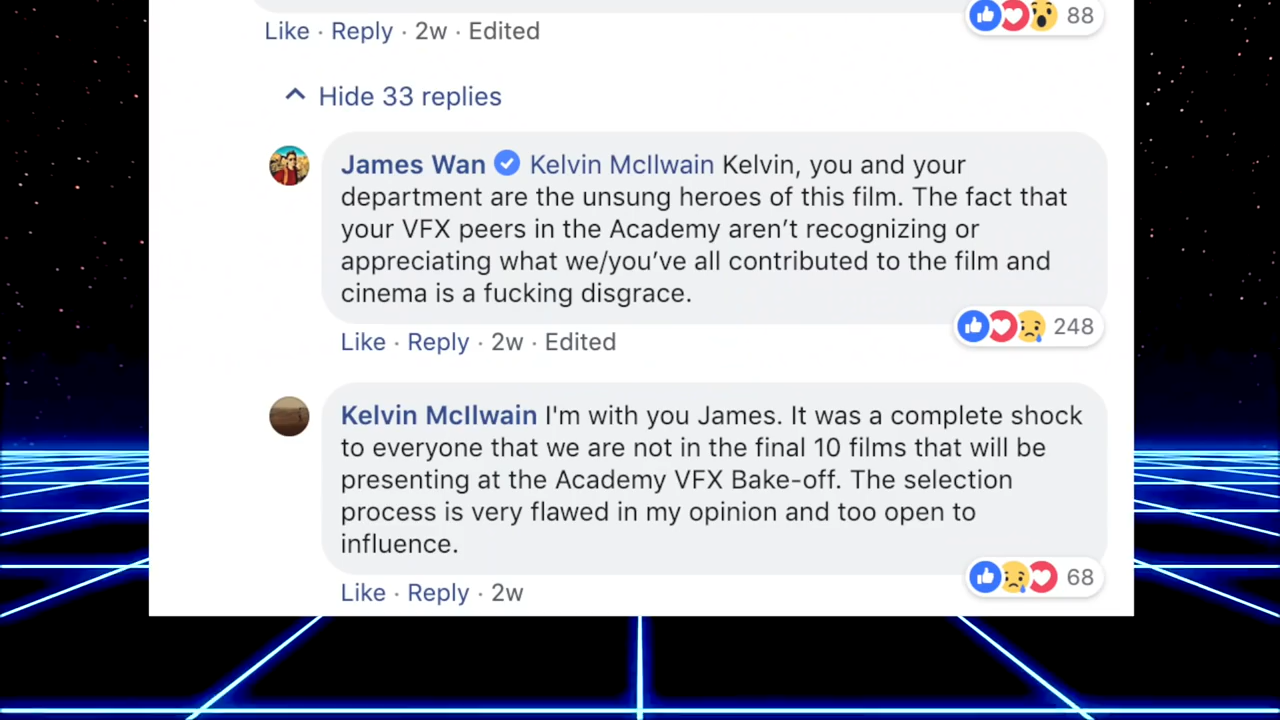 Like · Reply · 2w · Edited
88
Hide 33 replies
James Wan Kelvin McIlwain Kelvin, you and your
department are the unsung heroes of this film. The fact that
your VFX peers in the Academy aren’t recognizing or
appreciating what we/you’ve all contributed to the film and
cinema is a fucking disgrace.
248
Like · Reply · 2w · Edited
Kelvin McIlwain I'm with you James. It was a complete shock
to everyone that we are not in the final 10 films that will be
presenting at the Academy VFX Bake-off. The selection
process is very flawed in my opinion and too open to
influence.
68
Like · Reply · 2w